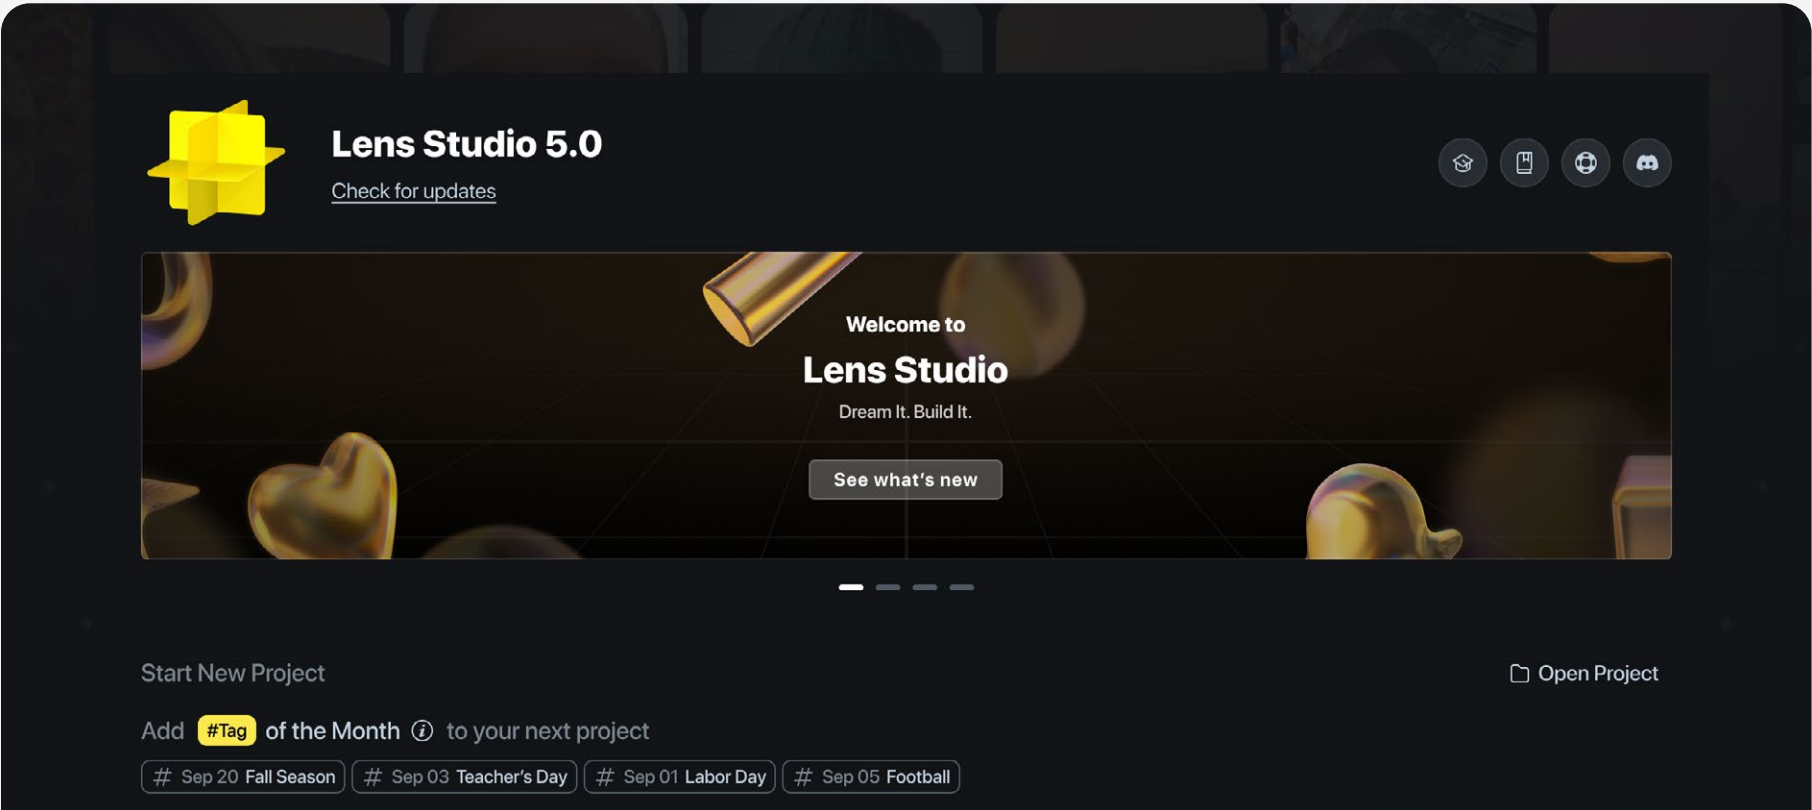 Lens Studio 5.0
Check for updates
Welcome to
Lens Studio
Dream It. Build It.
See what's new
Start New Project
Open Project
Add #Tag of the Month i to your next project
# Sep 20 Fall Season # Sep 03 Teacher's Day # Sep 01 Labor Day # Sep 05 Football